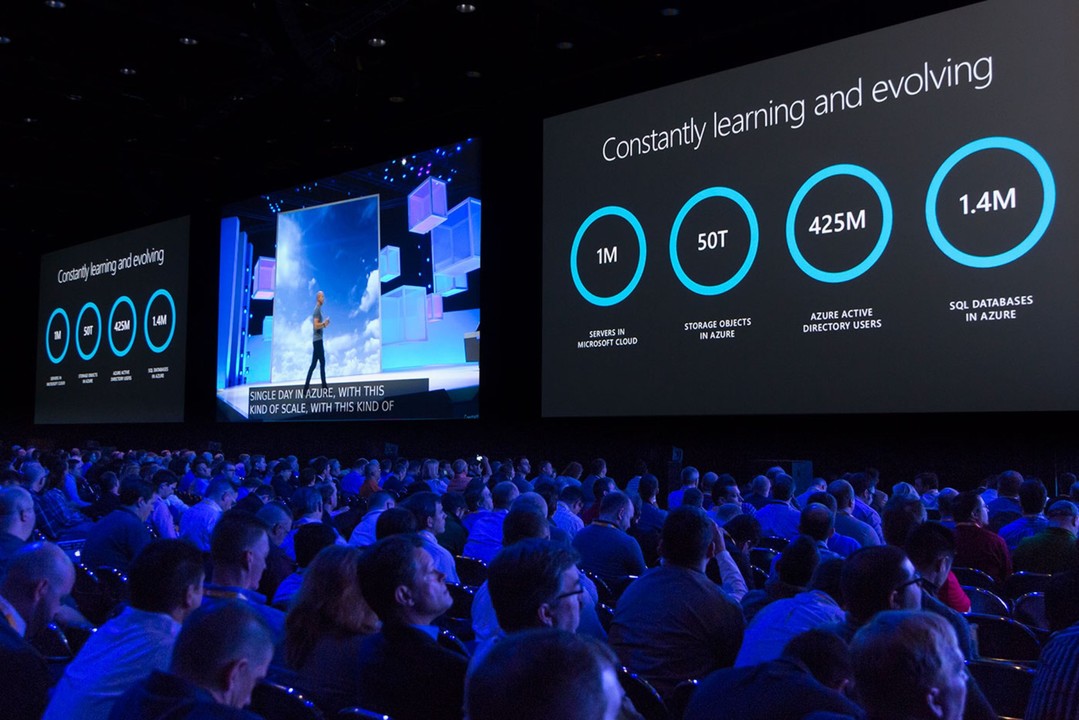 Constantly learning and evolving
1M
50T
425M
1.4M
SERVERS IN
MICROSOFT CLOUD
STORAGE OBJECTS
IN AZURE
AZURE ACTIVE
DIRECTORY USERS
SQL DATABASES
IN AZURE
SINGLE DAY IN AZURE, WITH THIS
KIND OF SCALE, WITH THIS KIND OF
Constantly learning and evolving
1M
50T
425M
1.4M
SERVERS IN
MICROSOFT CLOUD
STORAGE OBJECTS
IN AZURE
AZURE ACTIVE
DIRECTORY USERS
SQL DATABASES
IN AZURE